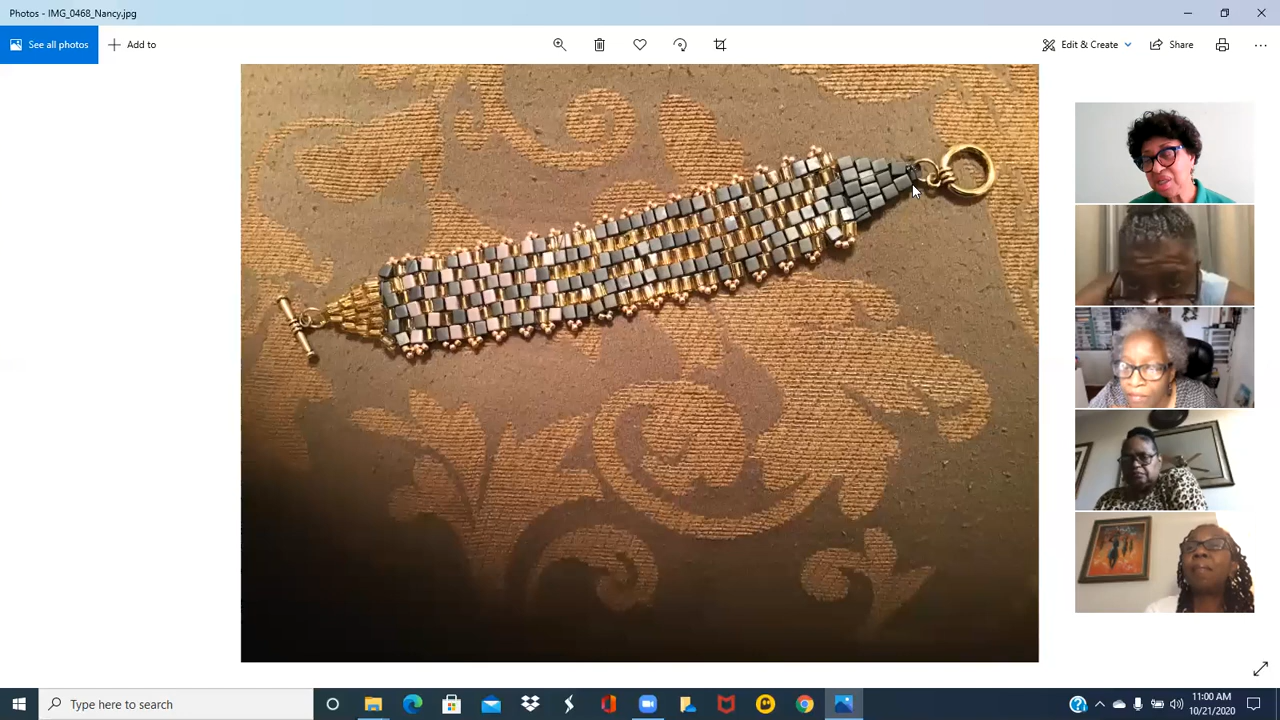 Photos - IMG_0468_Nancy.jpg
See all photos
Add to
Edit & Create
Share
Type here to search
11:00 AM
10/21/2020